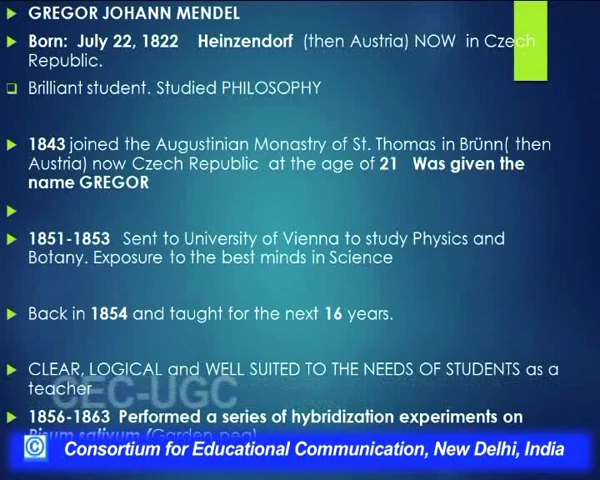 GREGOR JOHANN MENDEL
Born: July 22, 1822 Heinzendorf (then Austria) NOW in Czech
Republic.
Brilliant student. Studied PHILOSOPHY
1843 joined the Augustinian Monastry of St. Thomas in Brünn( then
Austria) now Czech Republic at the age of 21 Was given the
name GREGOR
1851-1853 Sent to University of Vienna to study Physics and
Botany. Exposure to the best minds in Science
Back in 1854 and taught for the next 16 years.
CLEAR, LOGICAL and WELL SUITED TO THE NEEDS OF STUDENTS as a
teacher
CEC-UGC
1856-1863 Performed a series of hybridization experiments on
Pisum sativum (Garden pea)
© Consortium for Educational Communication, New Delhi, India